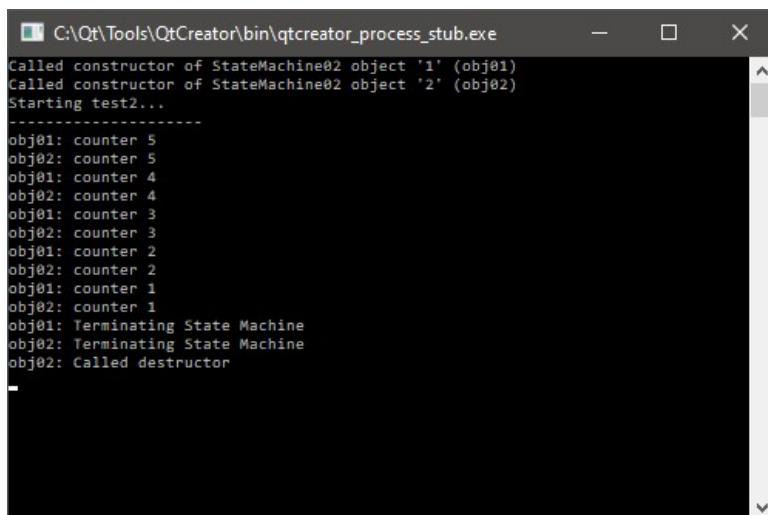 C:\Qt\Tools\QtCreator\bin\qtcreator_process_stub.exe
Called constructor of StateMachine02 object '1' (obj01)
Called constructor of StateMachine02 object '2' (obj02)
Starting test2...
----------------------
obj01: counter 5
obj02: counter 5
obj01: counter 4
obj02: counter 4
obj01: counter 3
obj02: counter 3
obj01: counter 2
obj02: counter 2
obj01: counter 1
obj02: counter 1
obj01: Terminating State Machine
obj02: Terminating State Machine
obj02: Called destructor